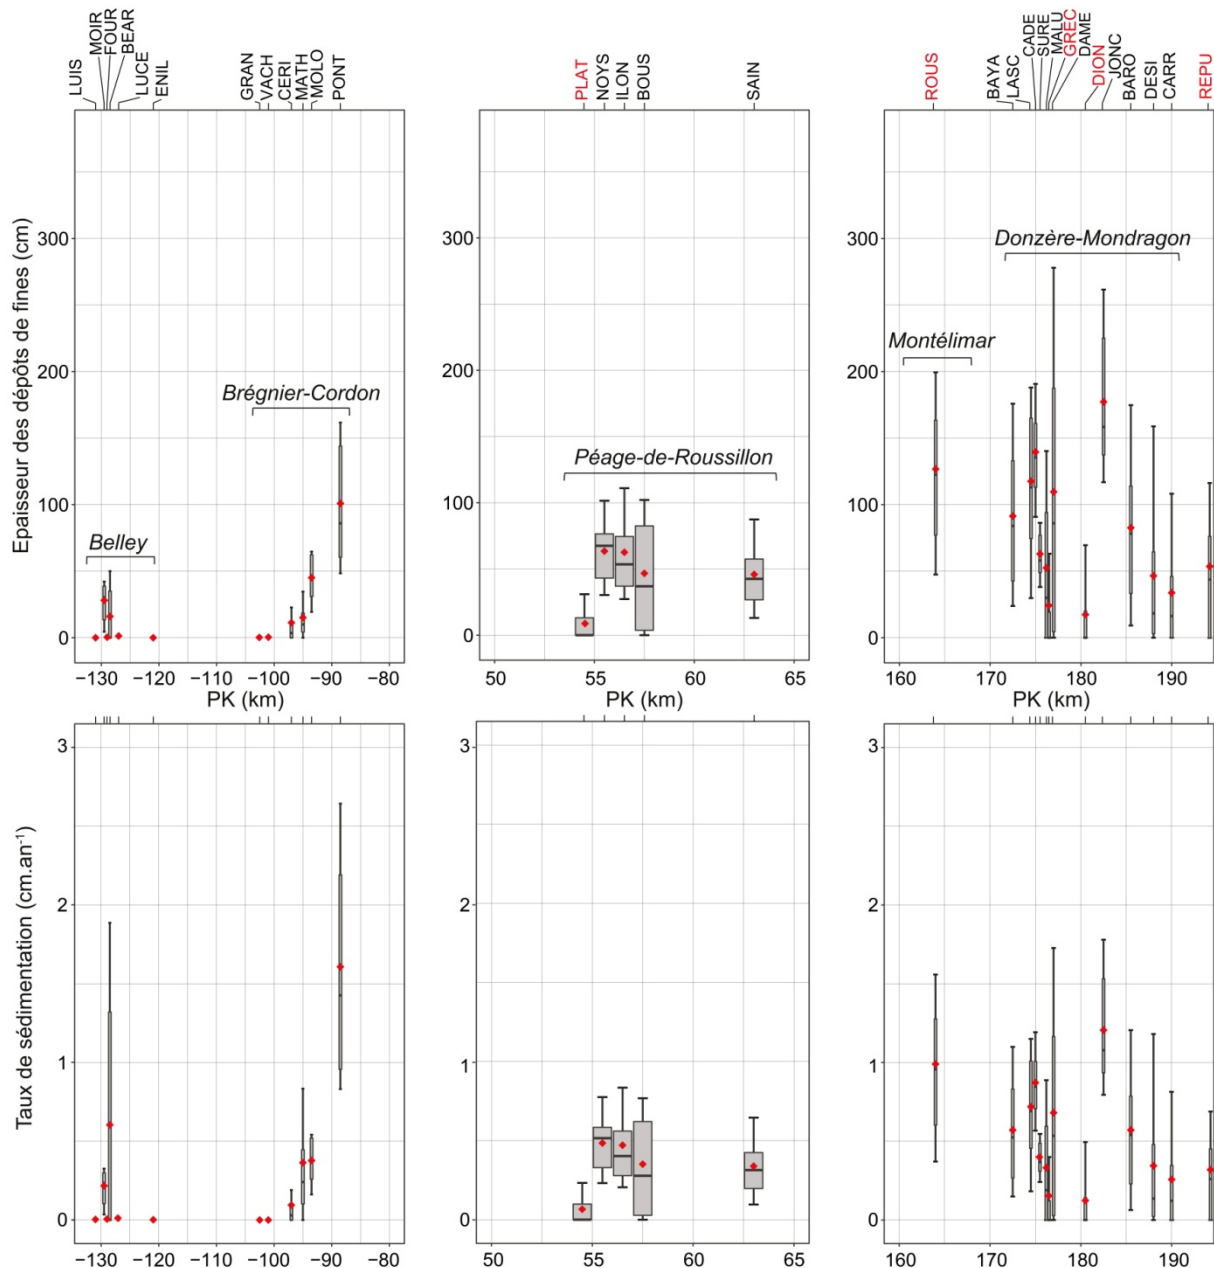 LUIS
MOIR
FOUR
BEAR
LUCE
ENIL
GRAN
VACH
CERI
MATH
MOLO
PONT
PLAT
NOYS
ILON
BOUS
SAIN
ROUS
BAYA
LASC
CADE
SURE
MALU
GREC
DAME
DION
JONC
BARO
DESI
CARR
REPU
Epaisseur des dépôts de fines (cm)
300
200
100
0
Belley
Brégnier-Cordon
−130 −120 −110 −100 −90 −80
PK (km)
300
200
100
0
Péage-de-Roussillon
50 55 60 65
PK (km)
300
200
100
0
Montélimar
Donzère-Mondragon
160 170 180 190
PK (km)
Taux de sédimentation (cm.an⁻¹)
3
2
1
0
−130 −120 −110 −100 −90 −80
3
2
1
0
50 55 60 65
3
2
1
0
160 170 180 190